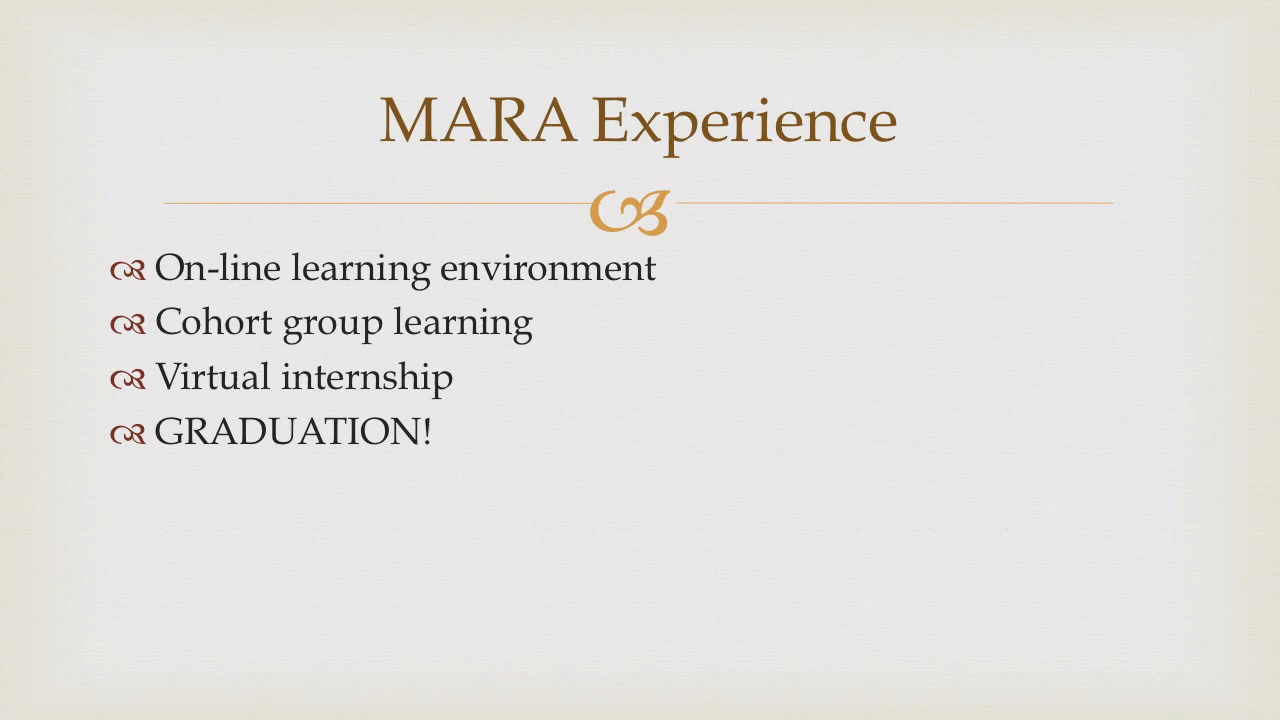 MARA Experience
On-line learning environment
Cohort group learning
Virtual internship
GRADUATION!